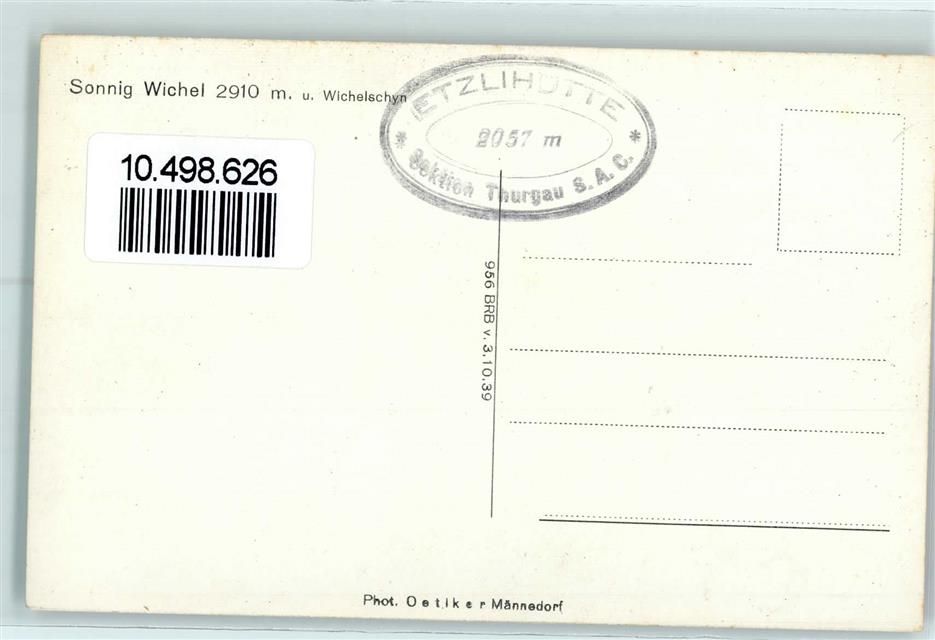 Sonnig Wichel 2910 m. u. Wichelschyn
ETZLIHÜTTE
2057 m
* Sektion Thurgau S.A.C. *
10.498.626
956 BRB v. 3.10.39
Phot. Oetiker Männedorf